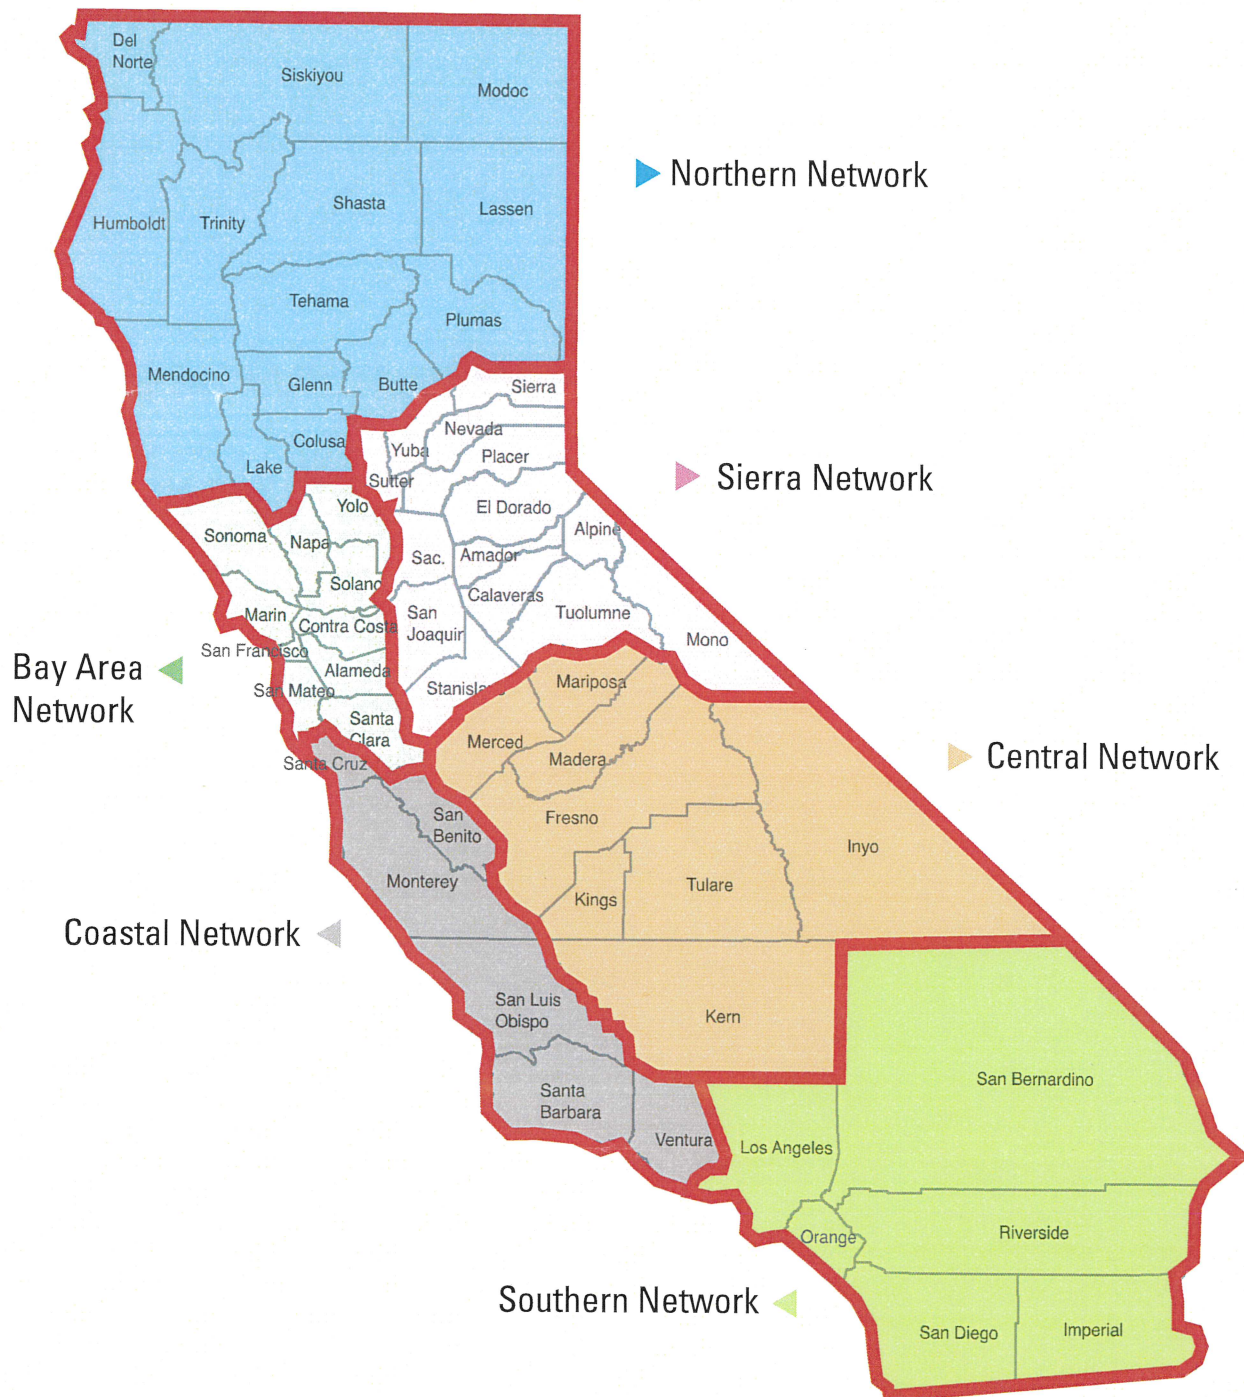 Del
Norte
Siskiyou
Modoc
Northern Network
Humboldt
Trinity
Shasta
Lassen
Tehama
Plumas
Mendocino
Glenn
Butte
Sierra
Colusa
Nevada
Yuba
Placer
Lake
Sutter
Sierra Network
Yolo
El Dorado
Sonoma
Napa
Alpine
Sac.
Amador
Solano
Calaveras
Marin
San
Joaquir
Tuolumne
Contra Coste
San Francisco
Mono
Bay Area
Network
Alameda
San Mateo
Stanisla
Mariposa
Santa
Clara
Merced
Madera
Santa Cruz
Central Network
San
Benito
Fresno
Inyo
Monterey
Kings
Tulare
Coastal Network
San Luis
Obispo
Kern
San Bernardino
Santa
Barbara
Ventura
Los Angeles
Orange
Riverside
Southern Network
San Diego
Imperial